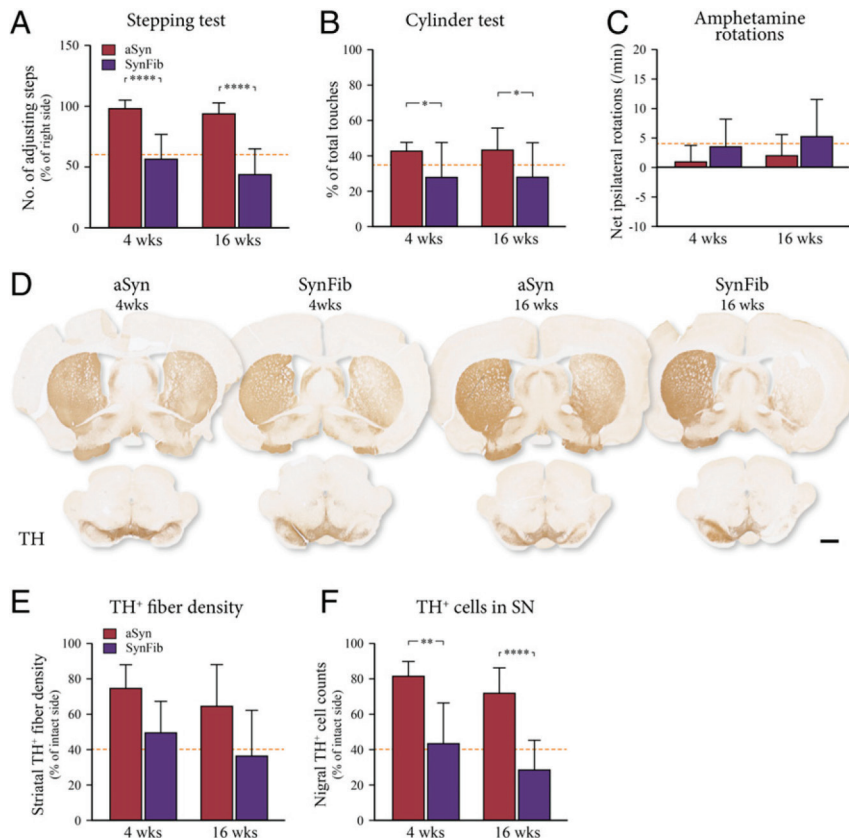 A
Stepping test
aSyn
SynFib
No. of adjusting steps
(% of right side)
150
100
50
0
****
****
4 wks
16 wks
B
Cylinder test
% of total touches
100
80
60
40
20
0
*
*
4 wks
16 wks
C
Amphetamine
rotations
Net ipsilateral rotations (/min)
20
15
10
5
0
-5
-10
4 wks
16 wks
D
aSyn
4wks
SynFib
4wks
aSyn
16 wks
SynFib
16 wks
TH
E
TH⁺ fiber density
aSyn
SynFib
Striatal TH⁺ fiber density
(% of intact side)
100
80
60
40
20
0
4 wks
16 wks
F
TH⁺ cells in SN
Nigral TH⁺ cell counts
(% of intact side)
100
80
60
40
20
0
**
****
4 wks
16 wks